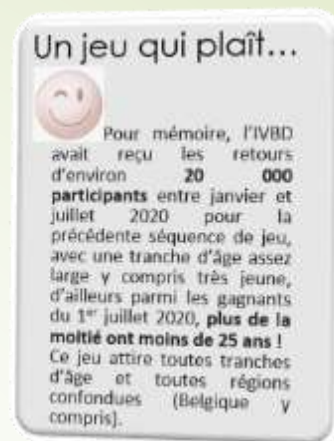 Un jeu qui plaît...
Pour mémoire, l'IVBD
avait reçu les retours
d'environ 20 000
participants entre janvier et
juillet 2020 pour la
précédente séquence de jeu,
avec une tranche d'âge assez
large y compris très jeune,
d'ailleurs parmi les gagnants
du 1er juillet 2020, plus de la
moitié ont moins de 25 ans !
Ce jeu attire toutes tranches
d'âge et toutes régions
confondues (Belgique y
compris).